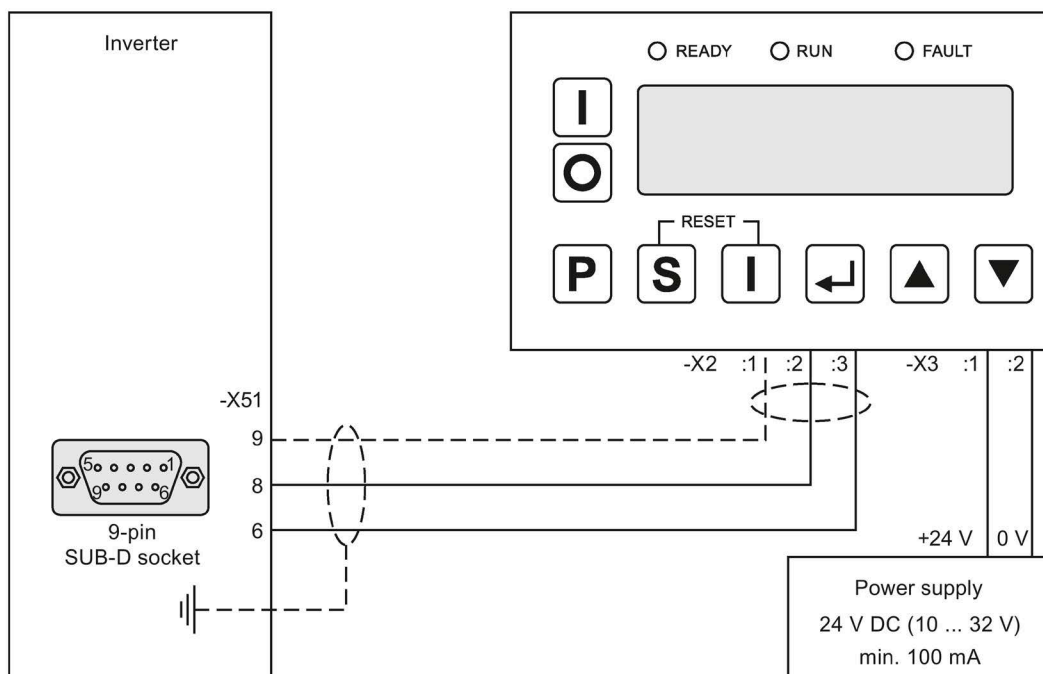 Inverter
READY
RUN
FAULT
I
O
RESET
P
S
I
-X2 :1 :2 :3 -X3 :1 :2
-X51
9
8
6
5 1
9 6
9-pin
SUB-D socket
+24 V 0 V
Power supply
24 V DC (10 ... 32 V)
min. 100 mA